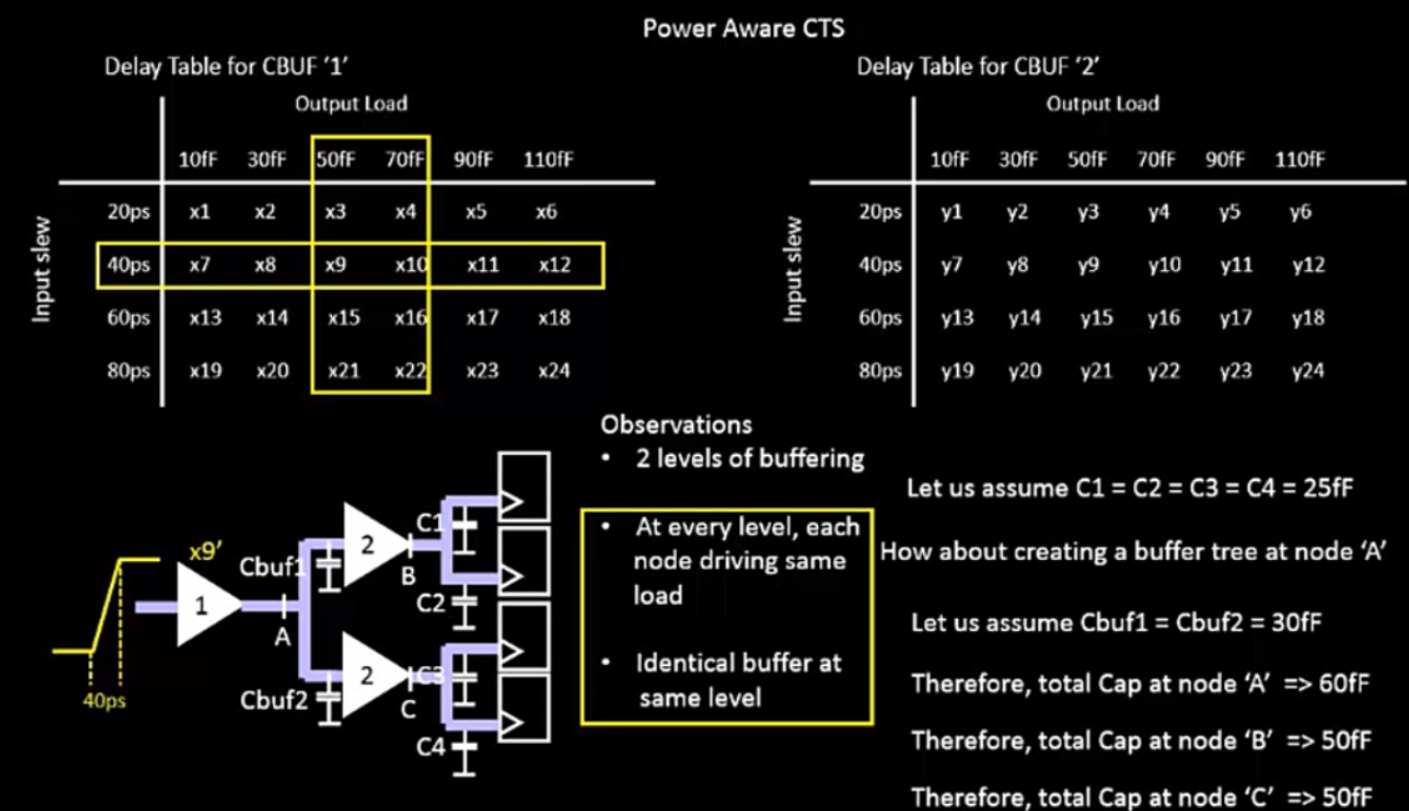 Power Aware CTS
Delay Table for CBUF '1'
Output Load
10fF 30fF 50fF 70fF 90fF 110fF
Input slew
20ps x1 x2 x3 x4 x5 x6
40ps x7 x8 x9 x10 x11 x12
60ps x13 x14 x15 x16 x17 x18
80ps x19 x20 x21 x22 x23 x24
Delay Table for CBUF '2'
Output Load
10fF 30fF 50fF 70fF 90fF 110fF
Input slew
20ps y1 y2 y3 y4 y5 y6
40ps y7 y8 y9 y10 y11 y12
60ps y13 y14 y15 y16 y17 y18
80ps y19 y20 y21 y22 y23 y24
40ps
x9'
1
A
Cbuf1
Cbuf2
2
B
2
C
C1
C2
C3
C4
Observations
• 2 levels of buffering
• At every level, each
node driving same
load
• Identical buffer at
same level
Let us assume C1 = C2 = C3 = C4 = 25fF
How about creating a buffer tree at node 'A'
Let us assume Cbuf1 = Cbuf2 = 30fF
Therefore, total Cap at node 'A' => 60fF
Therefore, total Cap at node 'B' => 50fF
Therefore, total Cap at node 'C' => 50fF